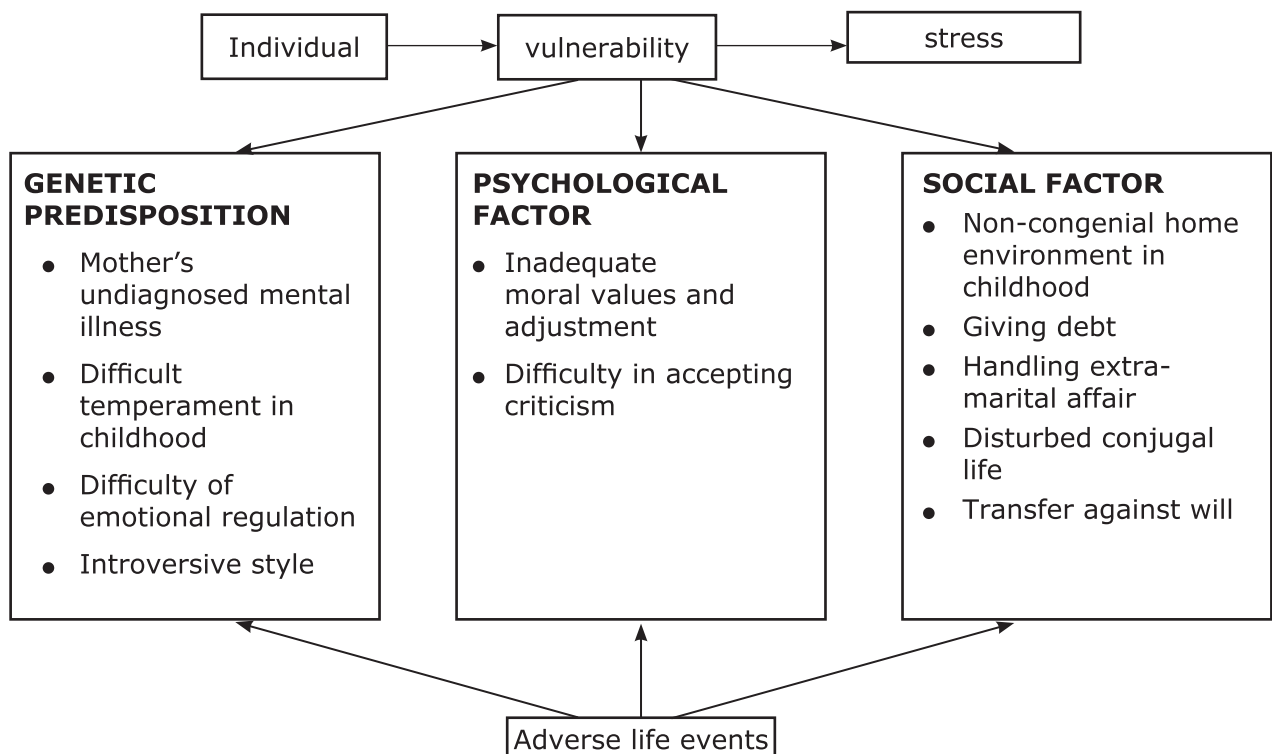 Individual
vulnerability
stress
GENETIC
PREDISPOSITION
● Mother’s
undiagnosed mental
illness
● Difficult
temperament in
childhood
● Difficulty of
emotional regulation
● Introversive style
PSYCHOLOGICAL
FACTOR
● Inadequate
moral values and
adjustment
● Difficulty in accepting
criticism
SOCIAL FACTOR
● Non-congenial home
environment in
childhood
● Giving debt
● Handling extra-
marital affair
● Disturbed conjugal
life
● Transfer against will
Adverse life events